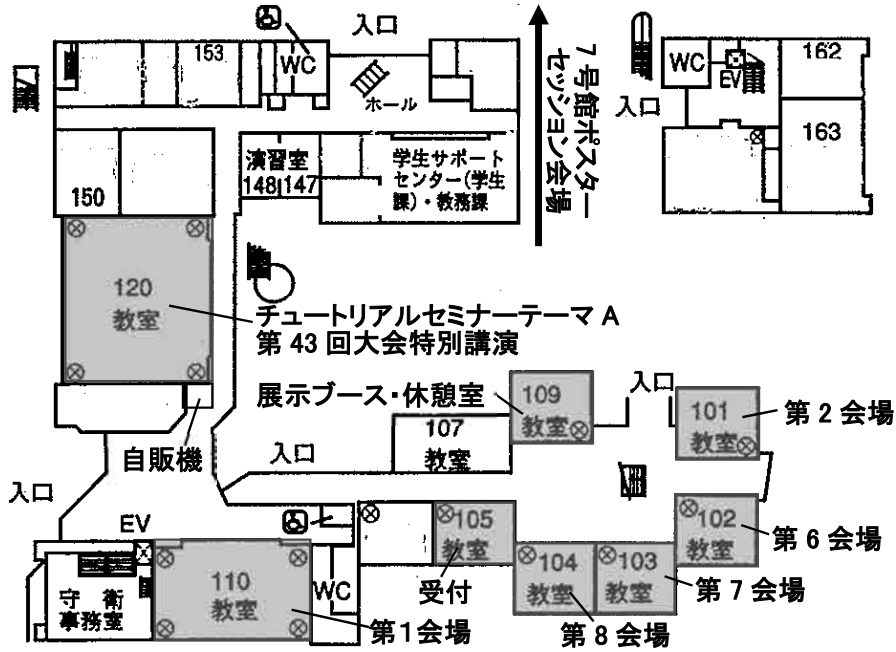 入口
153
WC
ホール
7号館ポスター
セッション会場
WC
EV
162
入口
163
演習室
148 147
学生サポート
センター(学生
課)・教務課
150
120
教室
チュートリアルセミナーテーマ A
第 43 回大会特別講演
展示ブース・休憩室
109
教室
入口
101
教室
第 2 会場
107
教室
自販機
入口
入口
EV
105
教室
受付
102
教室
第 6 会場
104
教室
103
教室
第 7 会場
第 8 会場
守 衛
事務室
110
教室
WC
第 1 会場